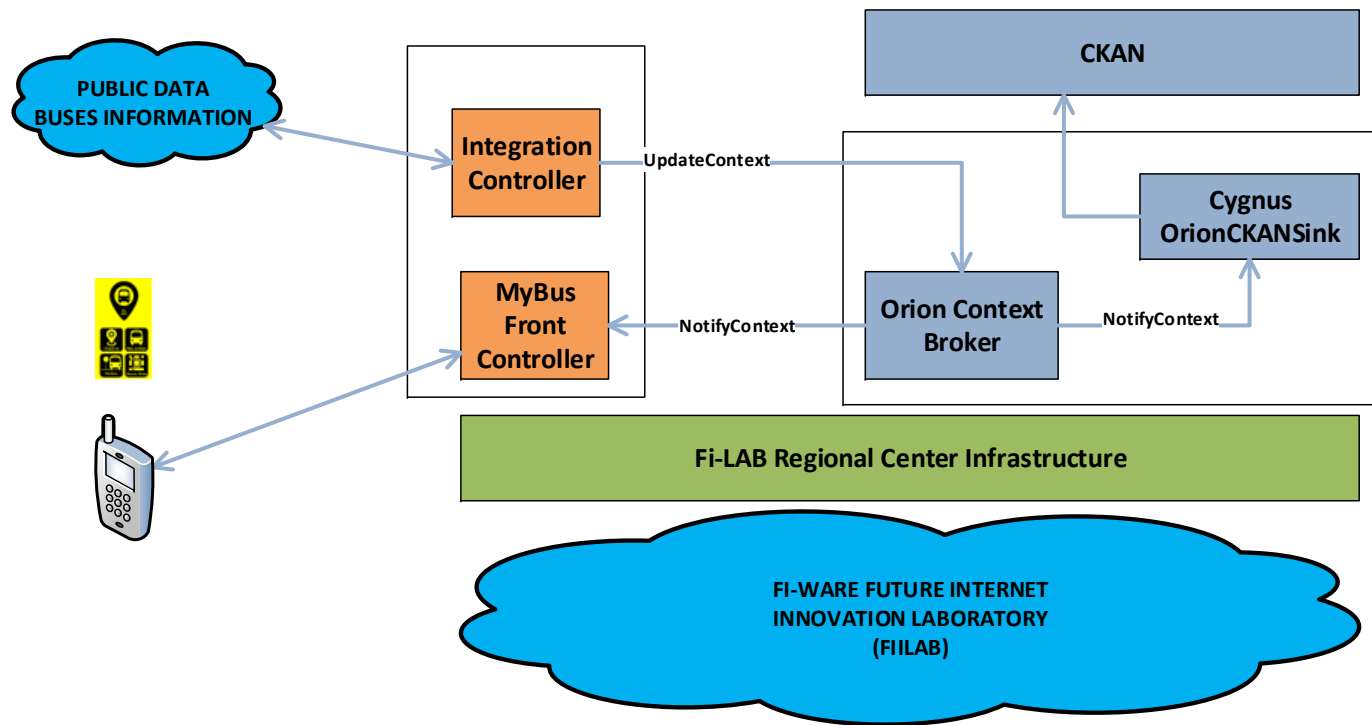 PUBLIC DATA
BUSES INFORMATION
CKAN
Integration
Controller
UpdateContext
Cygnus
OrionCKANSink
MyBus
Front
Controller
NotifyContext
Orion Context
Broker
NotifyContext
Fi-LAB Regional Center Infrastructure
FI-WARE FUTURE INTERNET
INNOVATION LABORATORY
(FIILAB)